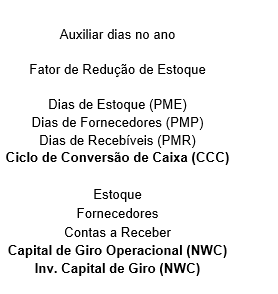 Auxiliar dias no ano
Fator de Redução de Estoque
Dias de Estoque (PME)
Dias de Fornecedores (PMP)
Dias de Recebíveis (PMR)
Ciclo de Conversão de Caixa (CCC)
Estoque
Fornecedores
Contas a Receber
Capital de Giro Operacional (NWC)
Inv. Capital de Giro (NWC)